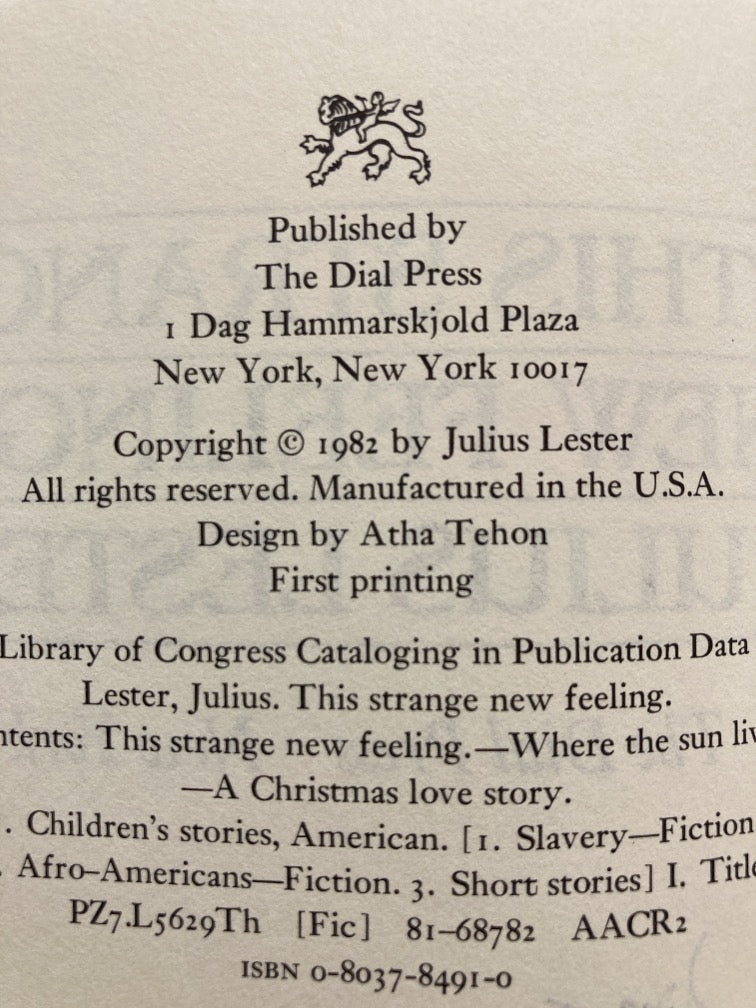 Published by
The Dial Press
1 Dag Hammarskjold Plaza
New York, New York 10017
Copyright © 1982 by Julius Lester
All rights reserved. Manufactured in the U.S.A.
Design by Atha Tehon
First printing
Library of Congress Cataloging in Publication Data
Lester, Julius. This strange new feeling.
ntents: This strange new feeling.—Where the sun liv
—A Christmas love story.
. Children's stories, American. [1. Slavery—Fiction
. Afro-Americans—Fiction. 3. Short stories] I. Title
PZ7.L5629Th [Fic] 81-68782 AACR2
ISBN 0-8037-8491-0